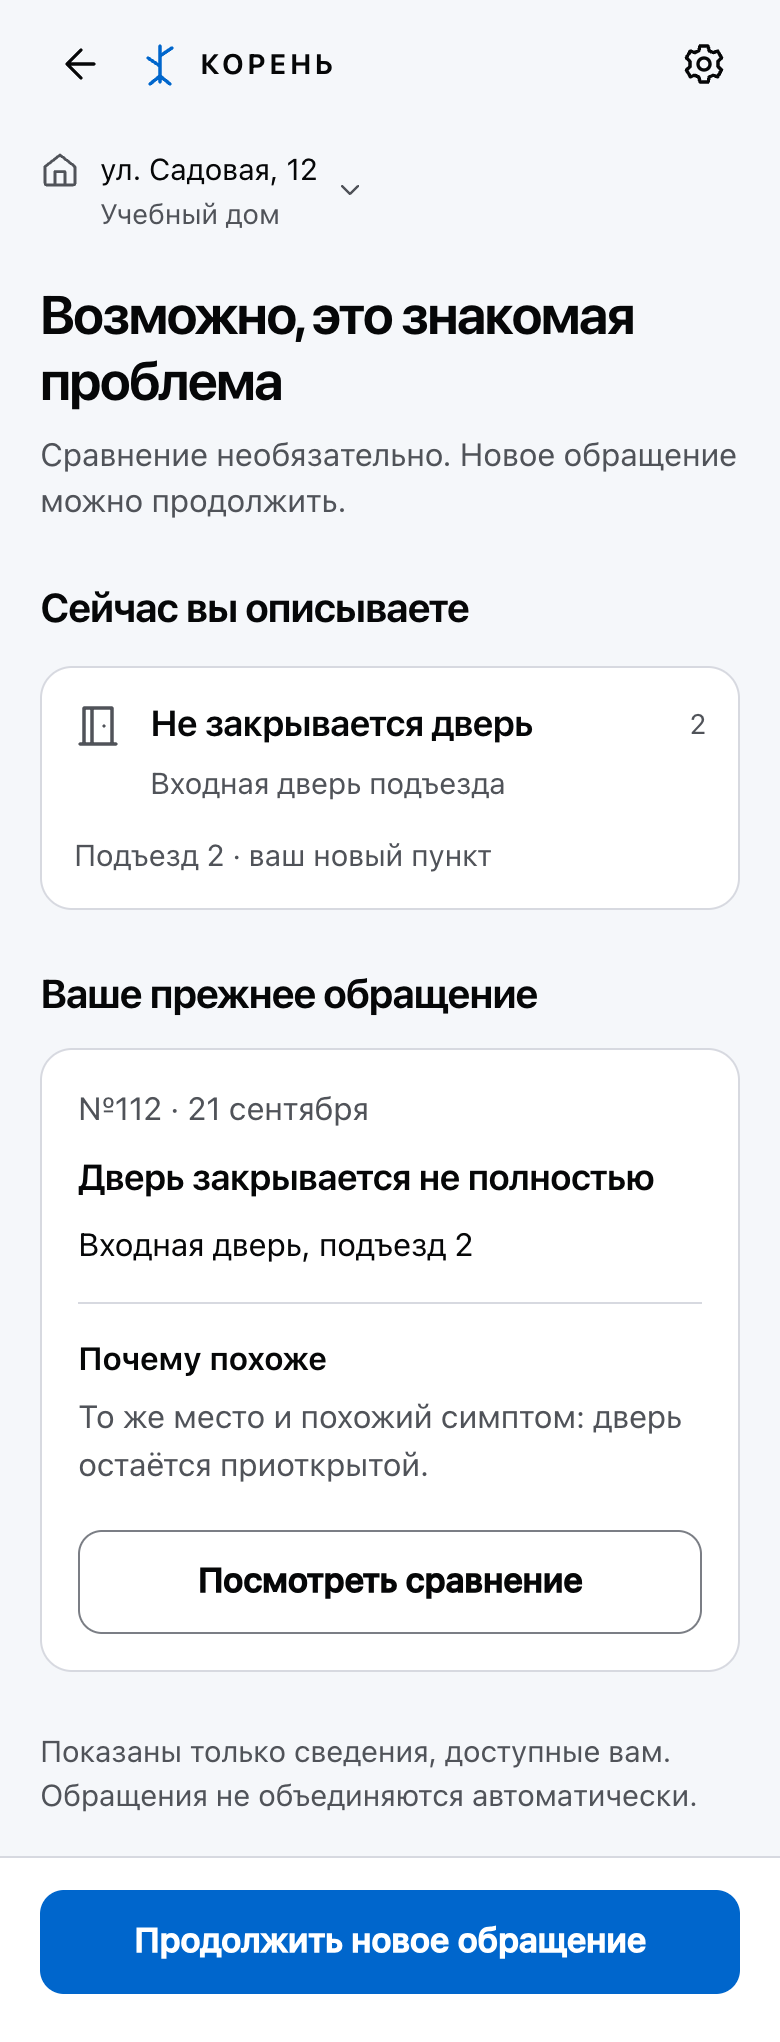 КОРЕНЬ
ул. Садовая, 12
Учебный дом
Возможно, это знакомая
проблема
Сравнение необязательно. Новое обращение
можно продолжить.
Сейчас вы описываете
Не закрывается дверь 2
Входная дверь подъезда
Подъезд 2 · ваш новый пункт
Ваше прежнее обращение
№112 · 21 сентября
Дверь закрывается не полностью
Входная дверь, подъезд 2
Почему похоже
То же место и похожий симптом: дверь
остаётся приоткрытой.
Посмотреть сравнение
Показаны только сведения, доступные вам.
Обращения не объединяются автоматически.
Продолжить новое обращение